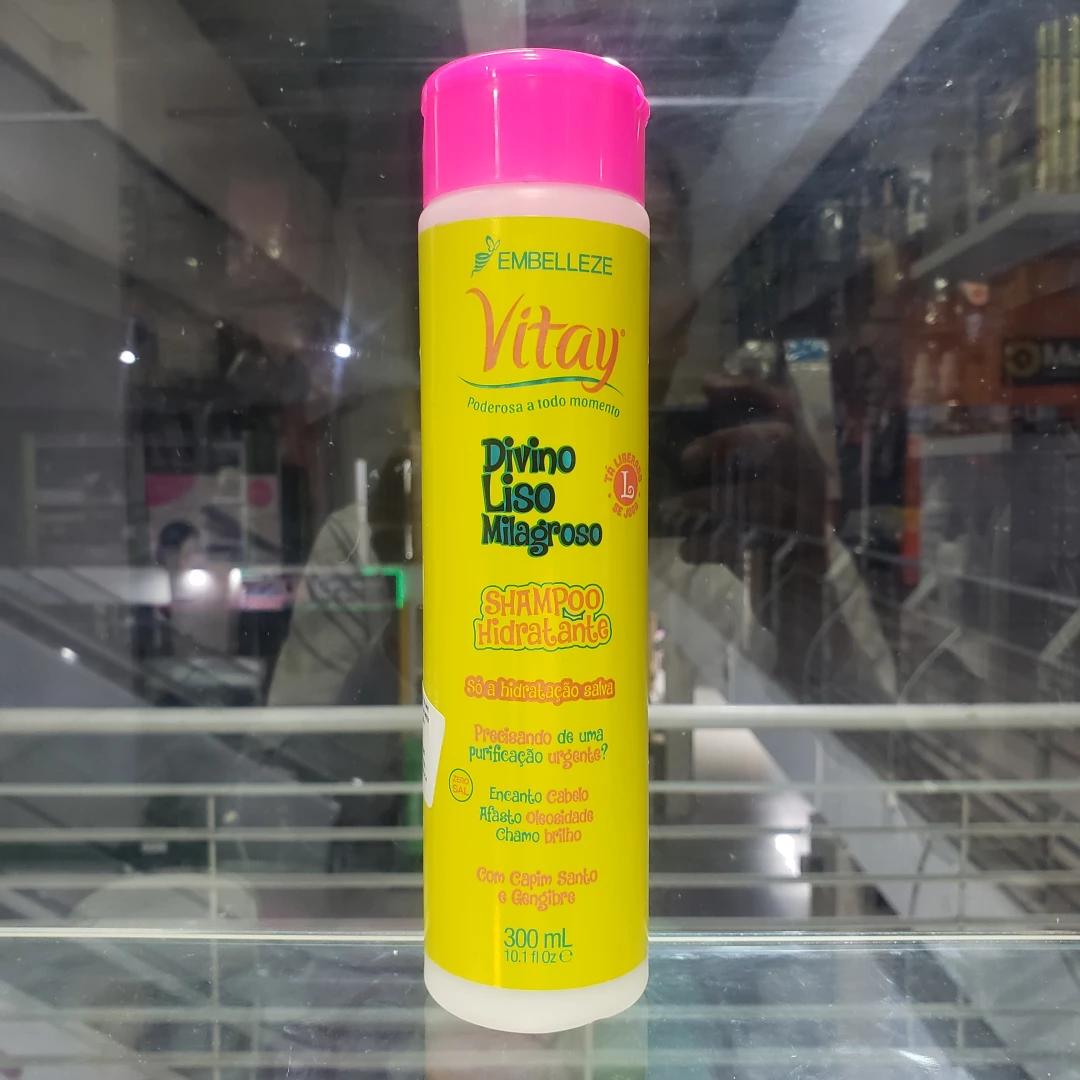 EMBELLEZE
Vitay®
Poderosa a todo momento
Divino
Liso
Milagroso
TÁ LIBERADO
L
DE JOGO
SHAMPOO
Hidratante
Só a hidratação salva
Precisando de uma
purificação urgente?
ZERO
SAL
Encanto Cabelo
Afasto Oleosidade
Chamo brilho
Com Capim Santo
e Gengibre
300 mL
10.1 fl Oz ℮